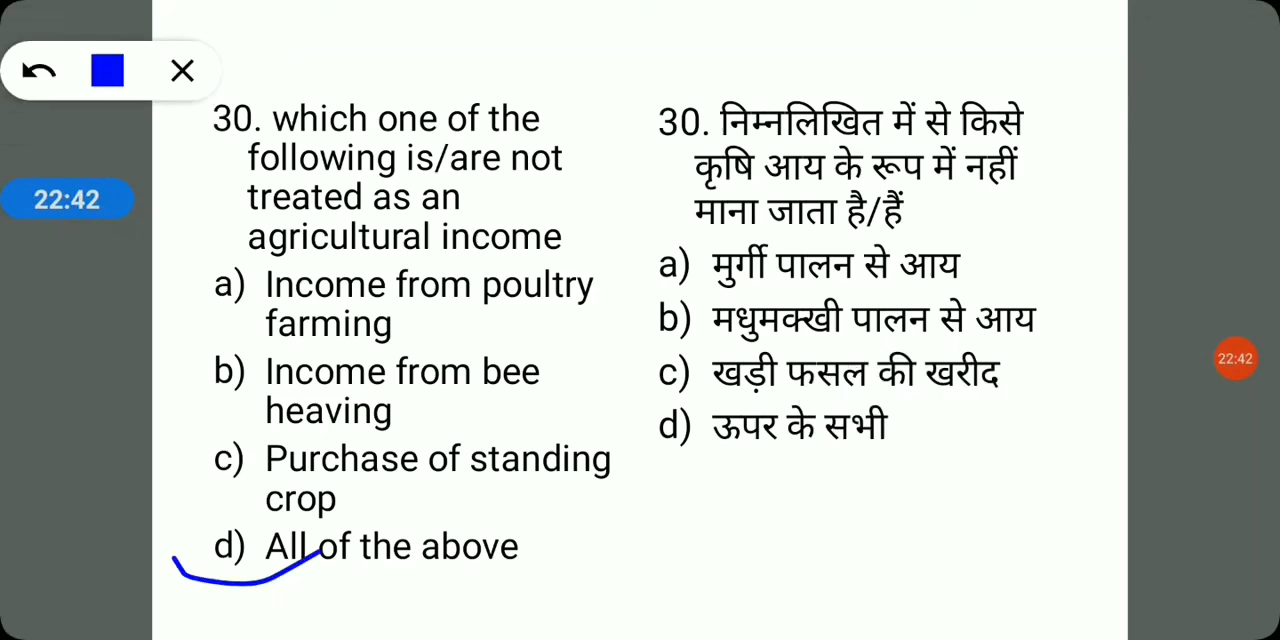 22:42
30. which one of the
following is/are not
treated as an
agricultural income
a) Income from poultry
farming
b) Income from bee
heaving
c) Purchase of standing
crop
d) All of the above
30. निम्नलिखित में से किसे
कृषि आय के रूप में नहीं
माना जाता है/हैं
a) मुर्गी पालन से आय
b) मधुमक्खी पालन से आय
c) खड़ी फसल की खरीद
d) ऊपर के सभी
22:42